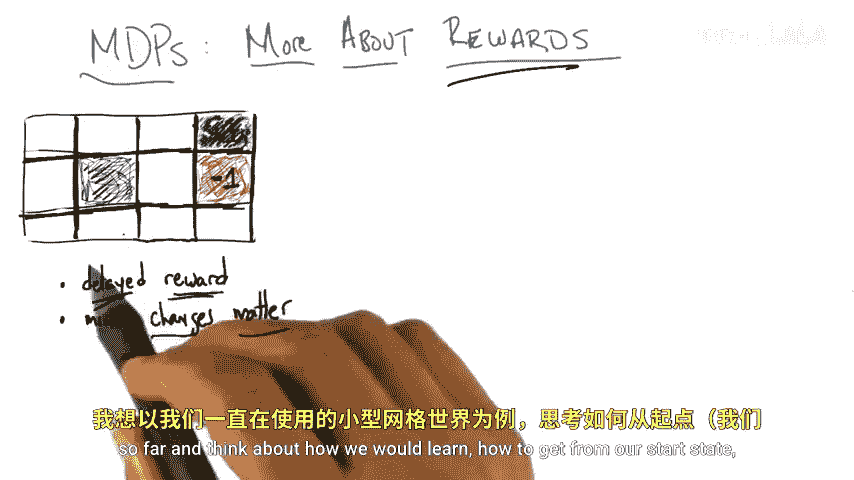 MDPs: More About Rewards
-1
• delayed reward
• changes matter
我想以我们一直在使用的小型网格世界为例，思考如何从起点（我们
so far and think about how we would learn, how to get from our start state,